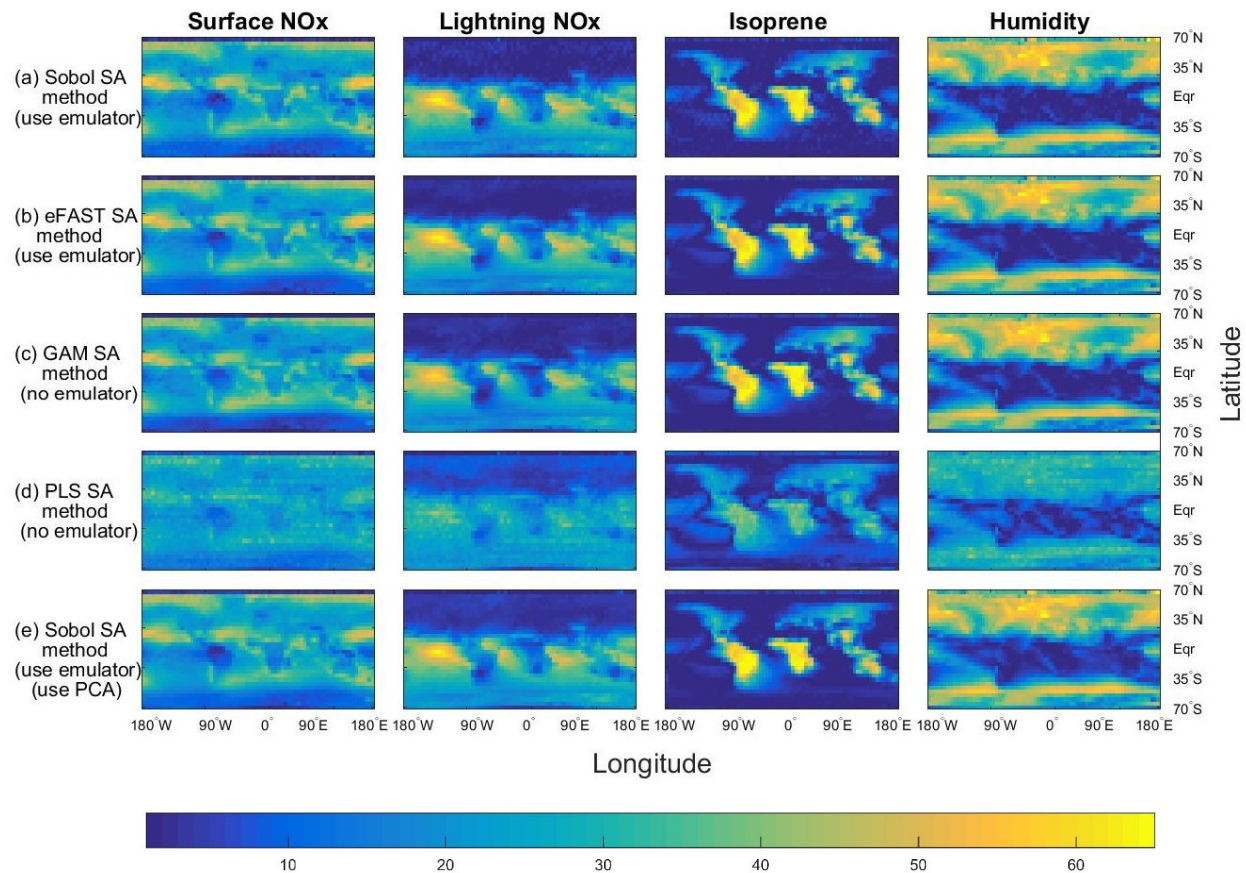 Surface NOx Lightning NOx Isoprene Humidity
(a) Sobol SA
method
(use emulator)
70°N
35°N
Eqr
35°S
70°S
(b) eFAST SA
method
(use emulator)
70°N
35°N
Eqr
35°S
70°S
(c) GAM SA
method
(no emulator)
70°N
35°N
Eqr
35°S
70°S
(d) PLS SA
method
(no emulator)
70°N
35°N
Eqr
35°S
70°S
(e) Sobol SA
method
(use emulator)
(use PCA)
70°N
35°N
Eqr
35°S
70°S
Latitude
180°W 90°W 0° 90°E 180°E 180°W 90°W 0° 90°E 180°E 180°W 90°W 0° 90°E 180°E 180°W 90°W 0° 90°E 180°E
Longitude
10 20 30 40 50 60